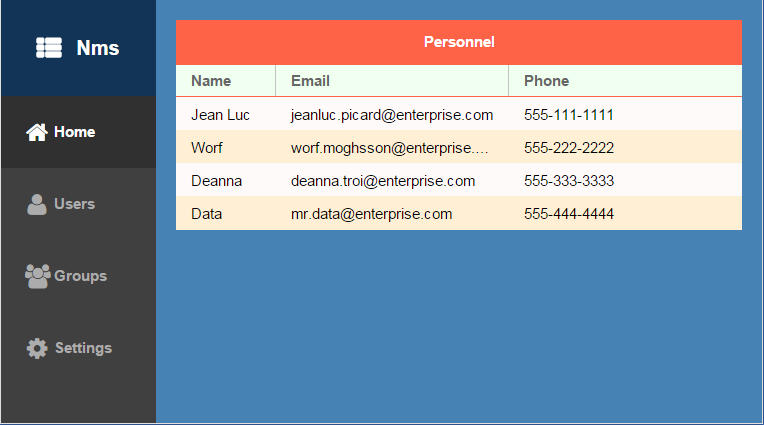 Nms
Home
Users
Groups
Settings
Personnel
Name Email Phone
Jean Luc jeanluc.picard@enterprise.com 555-111-1111
Worf worf.moghsson@enterprise.... 555-222-2222
Deanna deanna.troi@enterprise.com 555-333-3333
Data mr.data@enterprise.com 555-444-4444